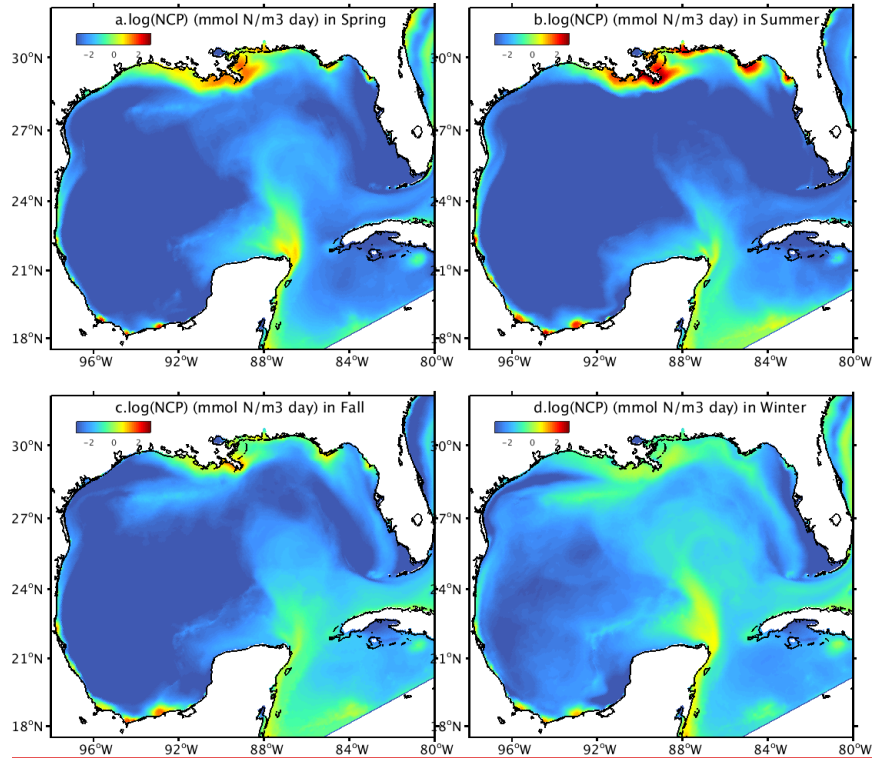 a.log(NCP) (mmol N/m3 day) in Spring
−2 0 2
30°N
27°N
24°N
21°N
18°N
96°W 92°W 88°W 84°W 80°W
b.log(NCP) (mmol N/m3 day) in Summer
−2 0 2
30°N
27°N
24°N
21°N
8°N
96°W 92°W 88°W 84°W 80°W
c.log(NCP) (mmol N/m3 day) in Fall
−2 0 2
30°N
27°N
24°N
21°N
18°N
96°W 92°W 88°W 84°W 80°W
d.log(NCP) (mmol N/m3 day) in Winter
−2 0 2
30°N
27°N
24°N
21°N
8°N
96°W 92°W 88°W 84°W 80°W